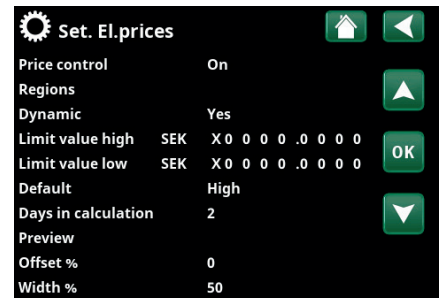 Set. El.prices
Price control On
Regions
Dynamic Yes
Limit value high SEK X 0 0 0 0 .0 0 0 0
OK
Limit value low SEK X 0 0 0 0 .0 0 0 0
Default High
Days in calculation 2
Preview
Offset % 0
Width % 50